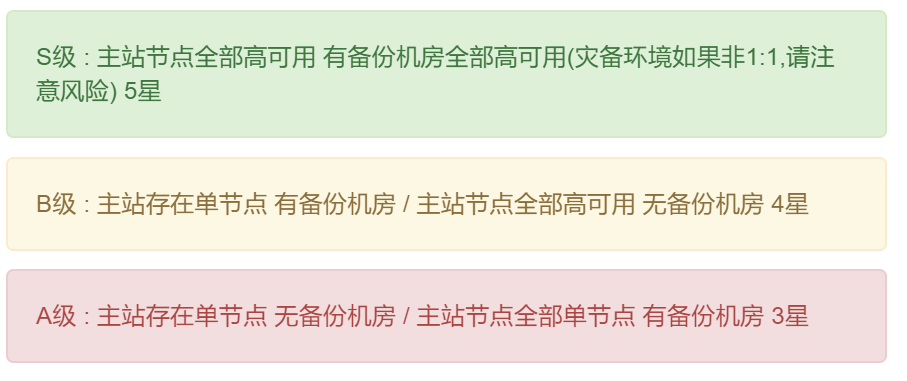 S级 : 主站节点全部高可用 有备份机房全部高可用(灾备环境如果非1:1,请注
意风险) 5星
B级 : 主站存在单节点 有备份机房 / 主站节点全部高可用 无备份机房 4星
A级 : 主站存在单节点 无备份机房 / 主站节点全部单节点 有备份机房 3星